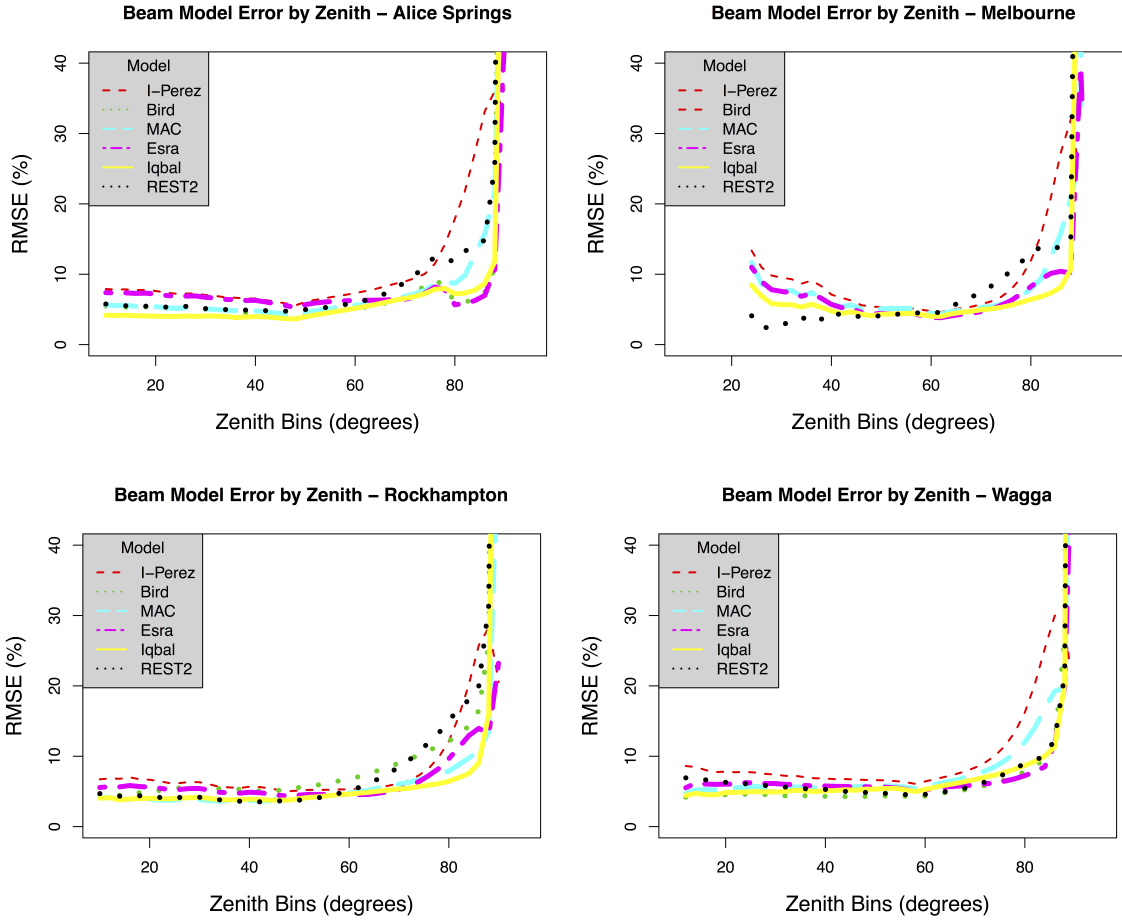 Beam Model Error by Zenith – Alice Springs
RMSE (%)
0
10
20
30
40
Model
I–Perez
Bird
MAC
Esra
Iqbal
REST2
20 40 60 80
Zenith Bins (degrees)
Beam Model Error by Zenith – Melbourne
RMSE (%)
0
10
20
30
40
Model
I–Perez
Bird
MAC
Esra
Iqbal
REST2
20 40 60 80
Zenith Bins (degrees)
Beam Model Error by Zenith – Rockhampton
RMSE (%)
0
10
20
30
40
Model
I–Perez
Bird
MAC
Esra
Iqbal
REST2
20 40 60 80
Zenith Bins (degrees)
Beam Model Error by Zenith – Wagga
RMSE (%)
0
10
20
30
40
Model
I–Perez
Bird
MAC
Esra
Iqbal
REST2
20 40 60 80
Zenith Bins (degrees)